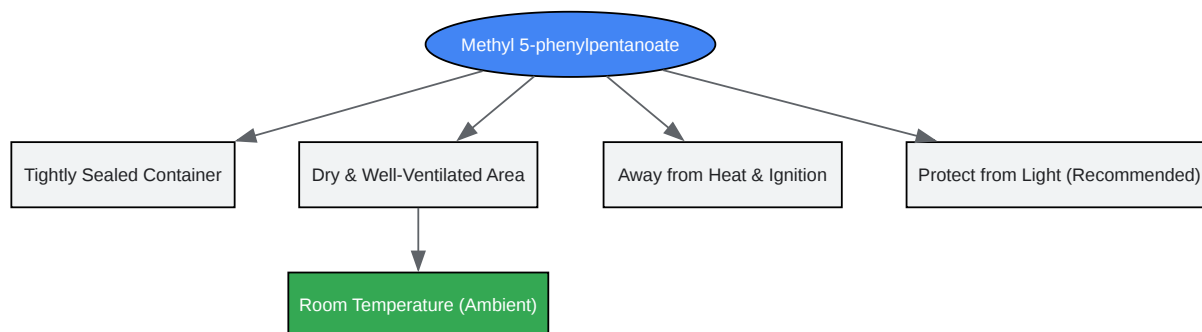 Methyl 5-phenylpentanoate
Tightly Sealed Container
Dry & Well-Ventilated Area
Away from Heat & Ignition
Protect from Light (Recommended)
Room Temperature (Ambient)